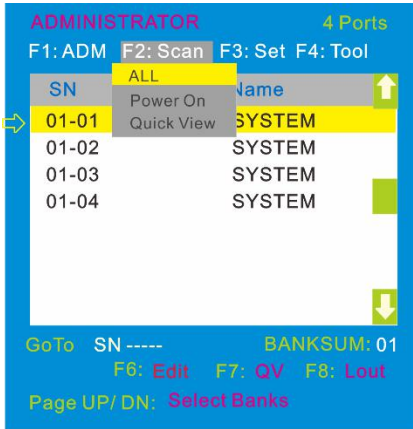 ADMINISTRATOR 4 Ports
F1: ADM F2: Scan F3: Set F4: Tool
ALL
SN Name
Power On
01-01 Quick View SYSTEM
01-02 SYSTEM
01-03 SYSTEM
01-04 SYSTEM
GoTo SN ----- BANKSUM: 01
F6: Edit F7: QV F8: Lout
Page UP/ DN: Select Banks